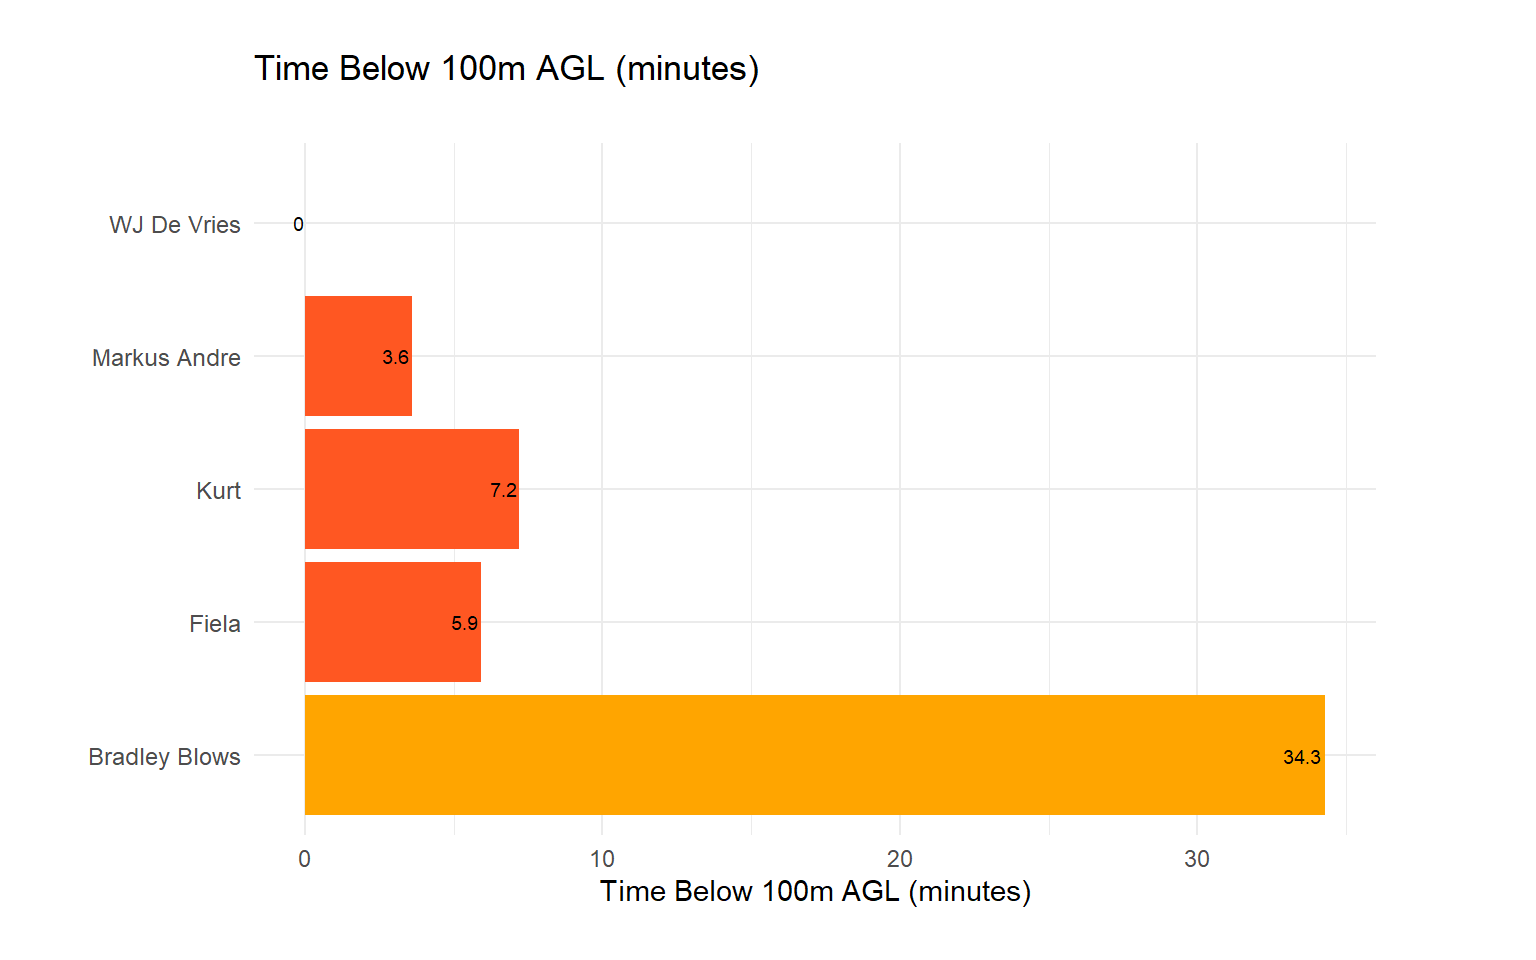 Time Below 100m AGL (minutes)
WJ De Vries
0
Markus Andre
3.6
Kurt
7.2
Fiela
5.9
Bradley Blows
34.3
0 10 20 30
Time Below 100m AGL (minutes)